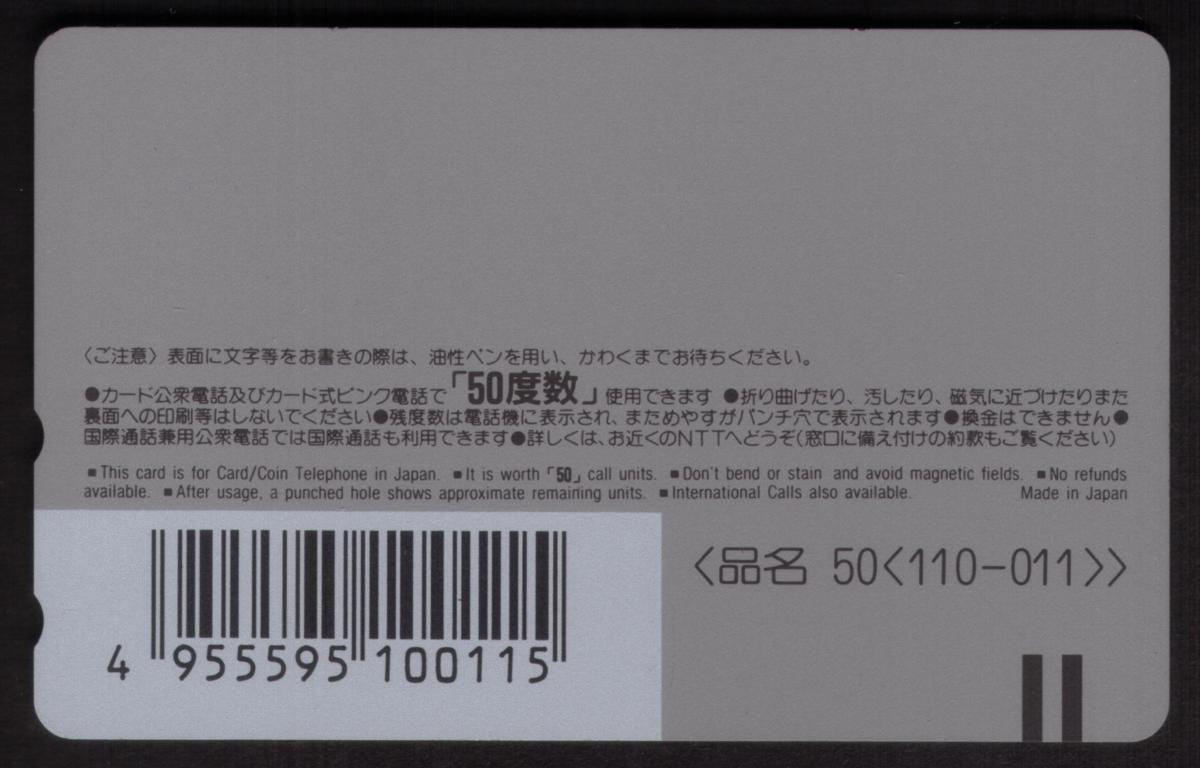 〈ご注意〉表面に文字等をお書きの際は、油性ペンを用い、かわくまでお待ちください。
●カード公衆電話及びカード式ピンク電話で「50度数」使用できます ●折り曲げたり、汚したり、磁気に近づけたりまた
裏面への印刷等はしないでください●残度数は電話機に表示され、まためやすがパンチ穴で表示されます●換金はできません●
国際通話兼用公衆電話では国際通話も利用できます●詳しくは、お近くのNTTへどうぞ(窓口に備え付けの約款もご覧ください)
■This card is for Card/Coin Telephone in Japan. ■It is worth「50」call units. ■Don't bend or stain and avoid magnetic fields. ■No refunds
available. ■After usage, a punched hole shows approximate remaining units. ■International Calls also available. Made in Japan
〈品名 50〈110-011〉〉
4 955595 100115